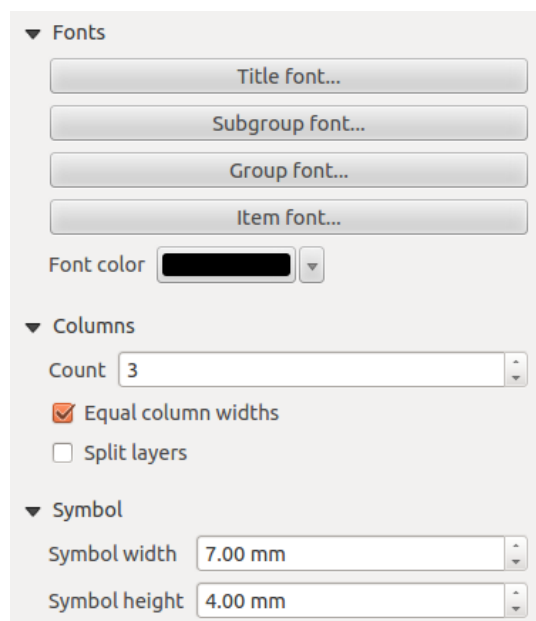 Fonts
Title font...
Subgroup font...
Group font...
Item font...
Font color
Columns
Count 3
Equal column widths
Split layers
Symbol
Symbol width 7.00 mm
Symbol height 4.00 mm